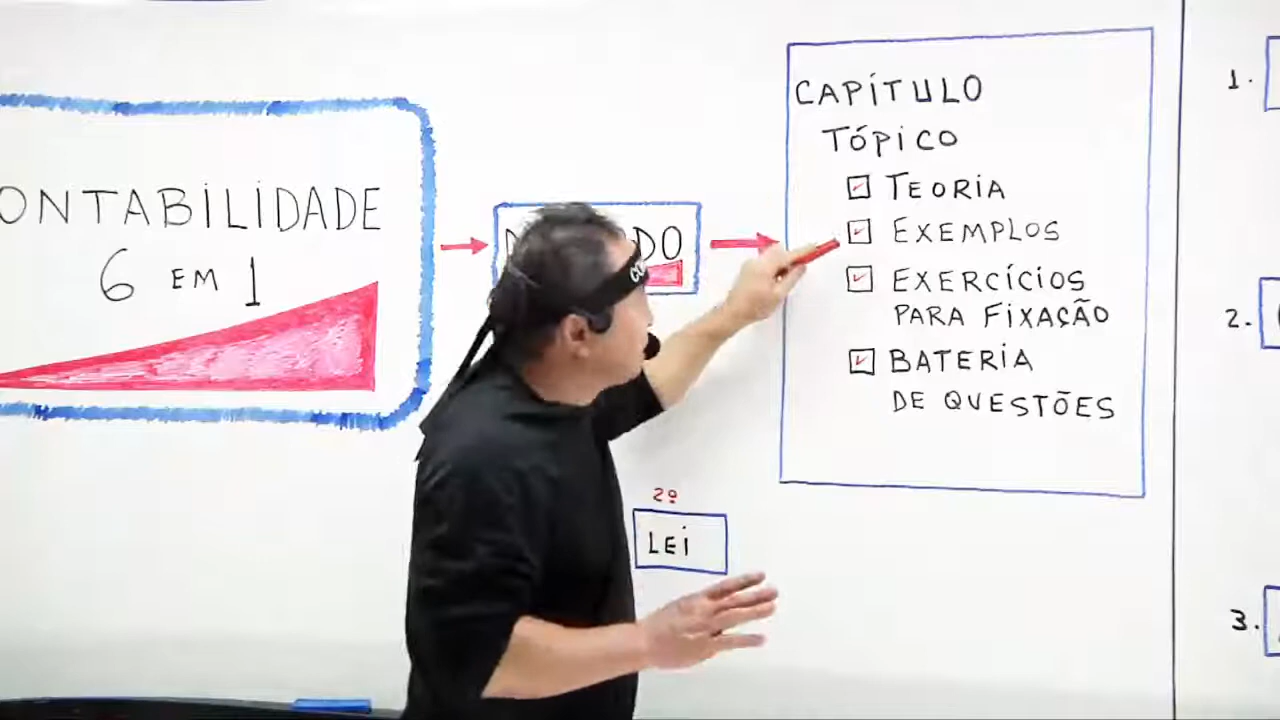 ONTABILIDADE
6 EM 1
CAPÍTULO
TÓPICO
TEORIA
EXEMPLOS
EXERCÍCIOS
PARA FIXAÇÃO
BATERIA
DE QUESTÕES
2º
LEI
1.
2.
3.